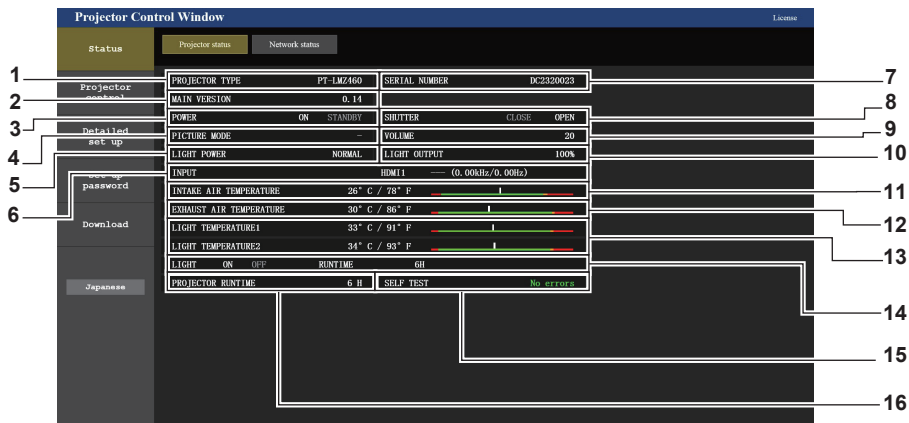 Projector Control Window
License
Status
Projector status
Network status
1
PROJECTOR TYPE PT-LMZ460
SERIAL NUMBER DC2320023
7
Projector
control
2
MAIN VERSION 0.14
8
3
POWER ON STANDBY
SHUTTER CLOSE OPEN
Detailed
set up
4
PICTURE MODE -
VOLUME 20
9
5
LIGHT POWER NORMAL
LIGHT OUTPUT 100%
10
Set up
password
6
INPUT HDMI1 --- (0.00kHz/0.00Hz)
INTAKE AIR TEMPERATURE 26° C / 78° F
11
EXHAUST AIR TEMPERATURE 30° C / 86° F
12
Download
LIGHT TEMPERATURE1 33° C / 91° F
13
LIGHT TEMPERATURE2 34° C / 93° F
LIGHT ON OFF RUNTIME 6H
14
Japanese
PROJECTOR RUNTIME 6 H
SELF TEST No errors
15
16